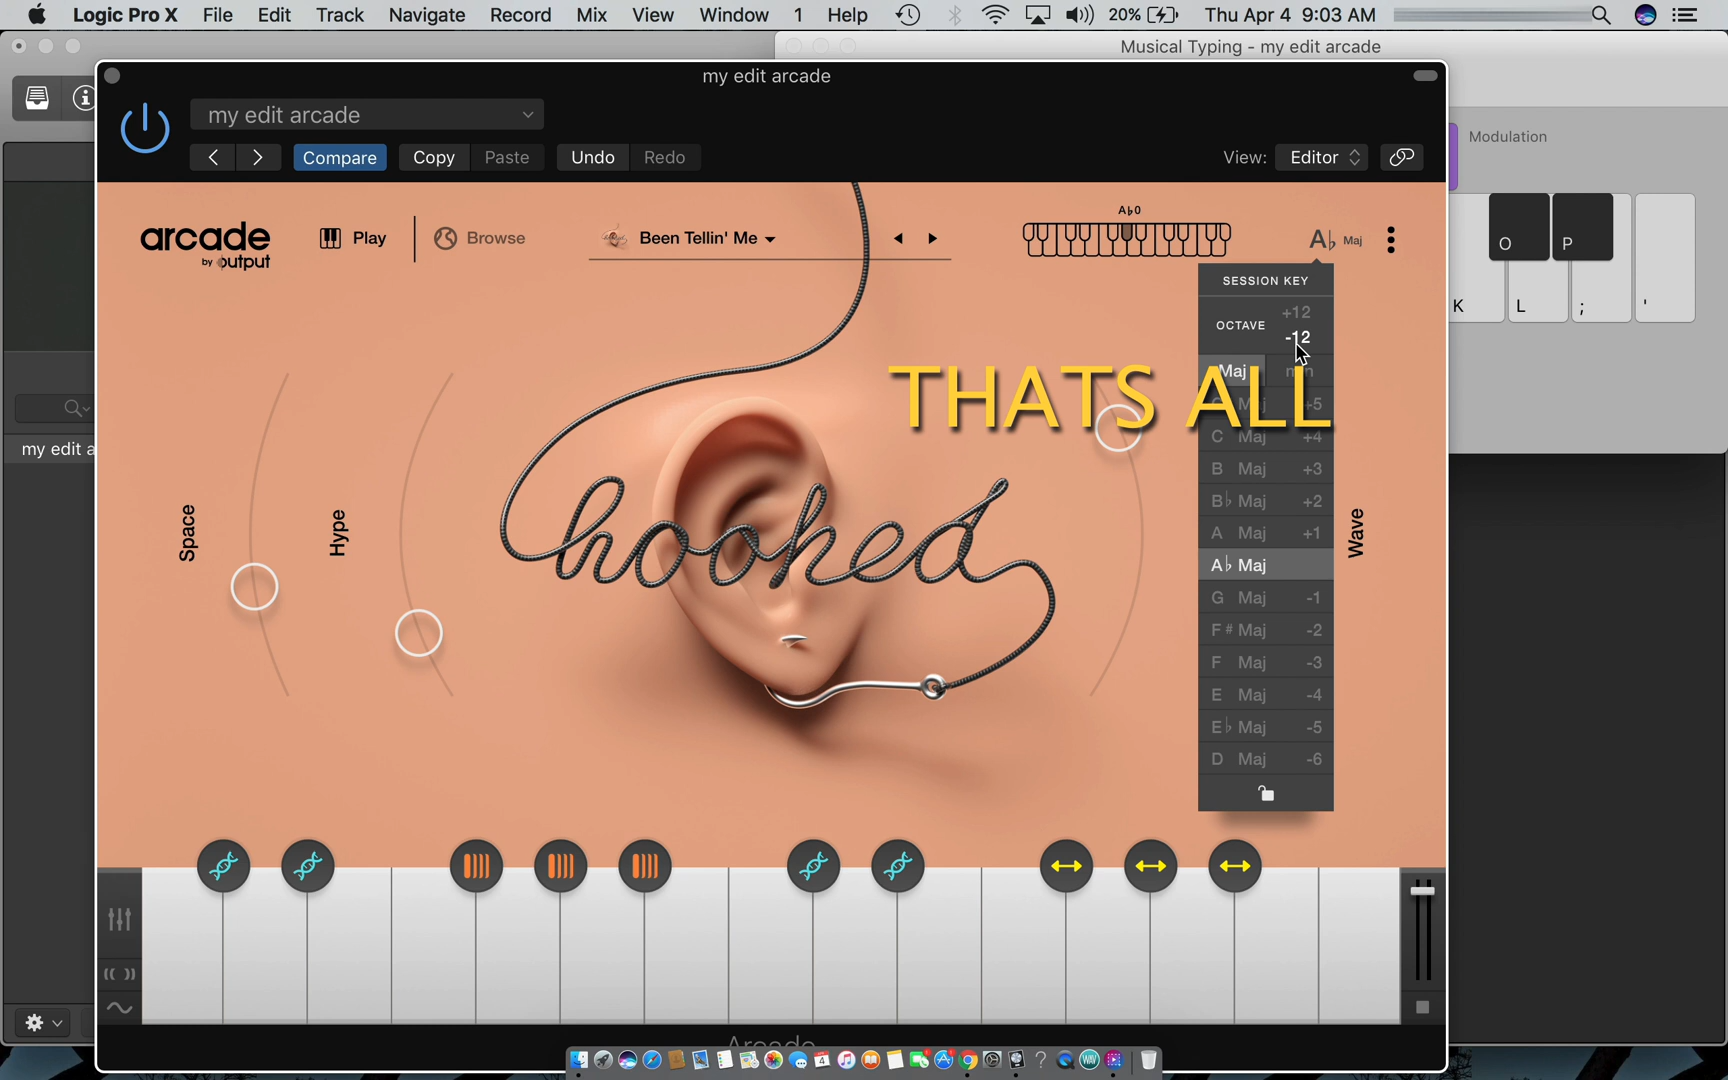 Logic Pro X File Edit Track Navigate Record Mix View Window 1 Help 20% Thu Apr 4 9:03 AM
Musical Typing - my edit arcade
my edit arcade
my edit arcade
Compare Copy Paste Undo Redo
View: Editor
Modulation
arcade
by output
Play
Browse
Been Tellin' Me
A♭0
A♭ Maj
O P
K L ; '
SESSION KEY
OCTAVE +12
-12
Maj
THATS ALL
+5
C Maj +4
B Maj +3
B♭ Maj +2
A Maj +1
A♭ Maj
G Maj -1
F# Maj -2
F Maj -3
E Maj -4
E♭ Maj -5
D Maj -6
my edit a
Space
Hype
hooked
Wave